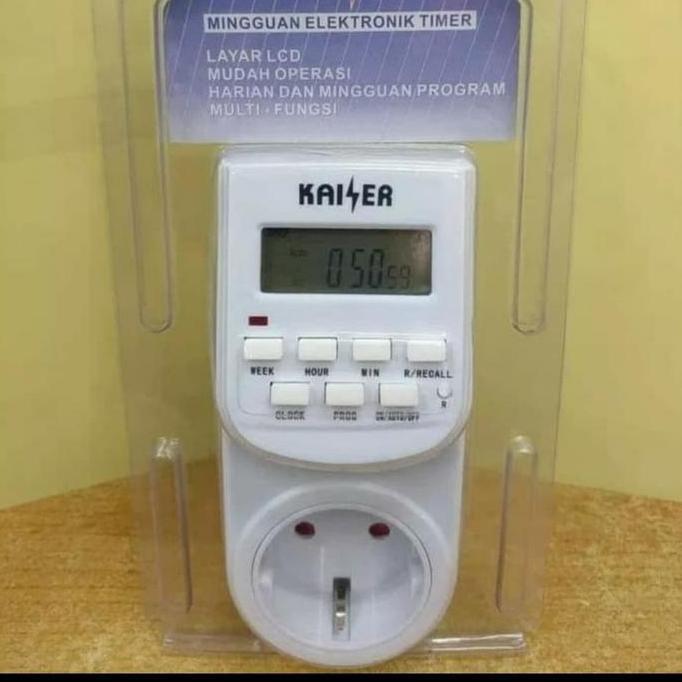 MINGGUAN ELEKTRONIK TIMER
LAYAR LCD
MUDAH OPERASI
HARIAN DAN MINGGUAN PROGRAM
MULTI - FUNGSI
KAISER
0:50 59
WEEK HOUR MIN R/RECALL
CLOCK PROG ON/AUTO/OFF R